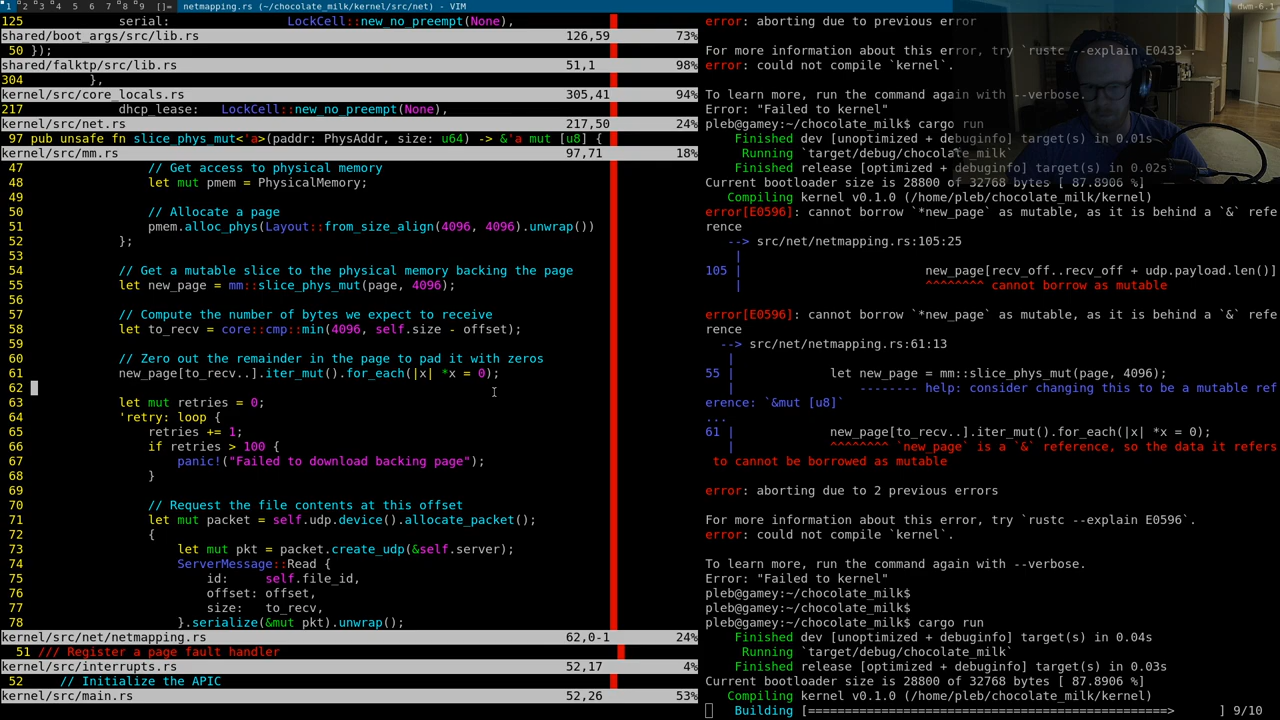 1 2 3 4 5 6 7 8 9 []= netmapping.rs (~/chocolate_milk/kernel/src/net) - VIM
dwm-6.1
125 serial: LockCell::new_no_preempt(None),
shared/boot_args/src/lib.rs 126,59 73%
50 });
shared/falktp/src/lib.rs 51,1 98%
304 },
kernel/src/core_locals.rs 305,41 94%
217 dhcp_lease: LockCell::new_no_preempt(None),
kernel/src/net.rs 217,50 24%
97 pub unsafe fn slice_phys_mut<'a>(paddr: PhysAddr, size: u64) -> &'a mut [u8] {
kernel/src/mm.rs 97,71 18%
47 // Get access to physical memory
48 let mut pmem = PhysicalMemory;
49
50 // Allocate a page
51 pmem.alloc_phys(Layout::from_size_align(4096, 4096).unwrap())
52 };
53
54 // Get a mutable slice to the physical memory backing the page
55 let new_page = mm::slice_phys_mut(page, 4096);
56
57 // Compute the number of bytes we expect to receive
58 let to_recv = core::cmp::min(4096, self.size - offset);
59
60 // Zero out the remainder in the page to pad it with zeros
61 new_page[to_recv..].iter_mut().for_each(|x| *x = 0);
62
63 let mut retries = 0;
64 'retry: loop {
65 retries += 1;
66 if retries > 100 {
67 panic!("Failed to download backing page");
68 }
69
70 // Request the file contents at this offset
71 let mut packet = self.udp.device().allocate_packet();
72 {
73 let mut pkt = packet.create_udp(&self.server);
74 ServerMessage::Read {
75 id: self.file_id,
76 offset: offset,
77 size: to_recv,
78 }.serialize(&mut pkt).unwrap();
kernel/src/net/netmapping.rs 62,0-1 24%
51 /// Register a page fault handler
kernel/src/interrupts.rs 52,17 4%
52 // Initialize the APIC
kernel/src/main.rs 52,26 53%
error: aborting due to previous error
For more information about this error, try `rustc --explain E0433`.
error: could not compile `kernel`.
To learn more, run the command again with --verbose.
Error: "Failed to kernel"
pleb@gamey:~/chocolate_milk$ cargo run
Finished dev [unoptimized + debuginfo] target(s) in 0.01s
Running `target/debug/chocolate_milk`
Finished release [optimized + debuginfo] target(s) in 0.02s
Current bootloader size is 28800 of 32768 bytes [ 87.8906 %]
Compiling kernel v0.1.0 (/home/pleb/chocolate_milk/kernel)
error[E0596]: cannot borrow `*new_page` as mutable, as it is behind a `&` refe
rence
--> src/net/netmapping.rs:105:25
|
105 | new_page[recv_off..recv_off + udp.payload.len()]
| ^^^^^^^^ cannot borrow as mutable
error[E0596]: cannot borrow `*new_page` as mutable, as it is behind a `&` refe
rence
--> src/net/netmapping.rs:61:13
|
55 | let new_page = mm::slice_phys_mut(page, 4096);
| -------- help: consider changing this to be a mutable ref
erence: `&mut [u8]`
...
61 | new_page[to_recv..].iter_mut().for_each(|x| *x = 0);
| ^^^^^^^^ `new_page` is a `&` reference, so the data it refers
to cannot be borrowed as mutable
error: aborting due to 2 previous errors
For more information about this error, try `rustc --explain E0596`.
error: could not compile `kernel`.
To learn more, run the command again with --verbose.
Error: "Failed to kernel"
pleb@gamey:~/chocolate_milk$
pleb@gamey:~/chocolate_milk$
pleb@gamey:~/chocolate_milk$ cargo run
Finished dev [unoptimized + debuginfo] target(s) in 0.04s
Running `target/debug/chocolate_milk`
Finished release [optimized + debuginfo] target(s) in 0.03s
Current bootloader size is 28800 of 32768 bytes [ 87.8906 %]
Compiling kernel v0.1.0 (/home/pleb/chocolate_milk/kernel)
Building [================================================> ] 9/10